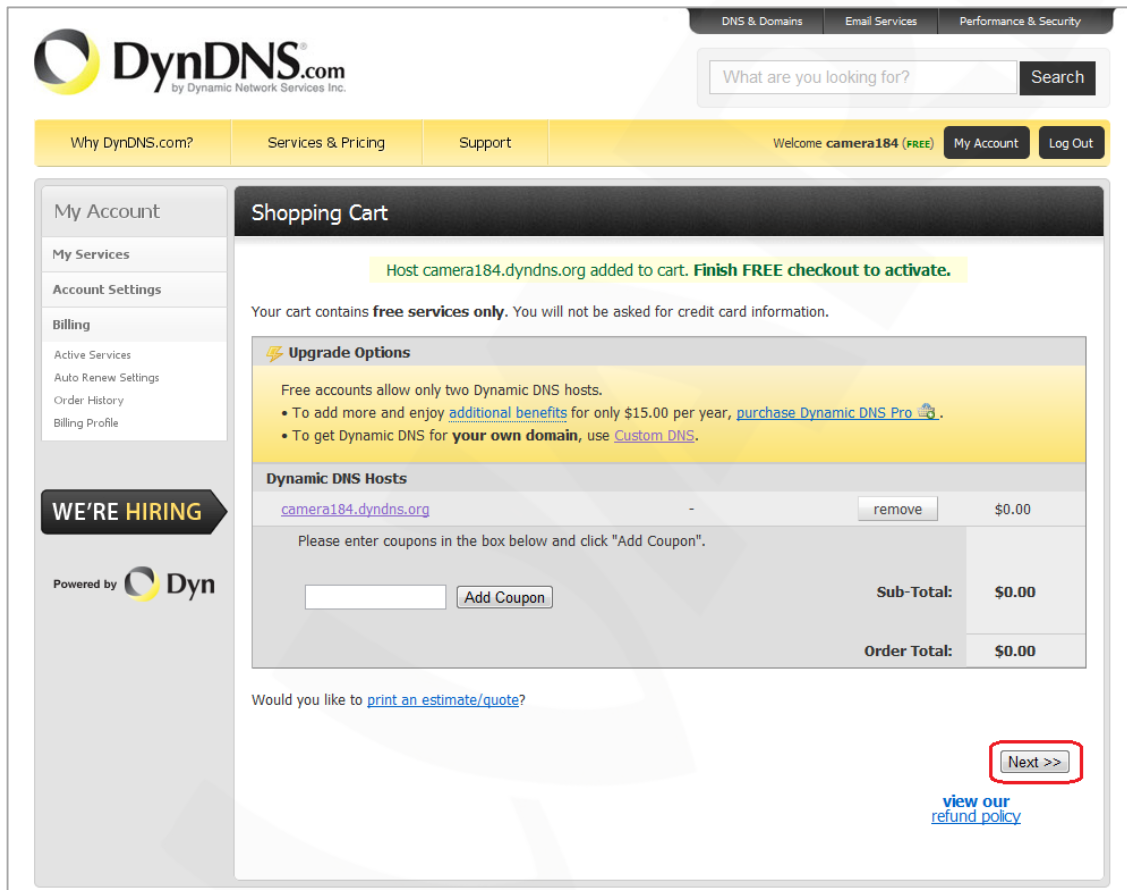 DNS & Domains
Email Services
Performance & Security
DynDNS.com
by Dynamic Network Services Inc.
What are you looking for?
Search
Why DynDNS.com?
Services & Pricing
Support
Welcome camera184 (FREE)
My Account
Log Out
My Account
My Services
Account Settings
Billing
Active Services
Auto Renew Settings
Order History
Billing Profile
WE'RE HIRING
Powered by Dyn
Shopping Cart
Host camera184.dyndns.org added to cart. Finish FREE checkout to activate.
Your cart contains free services only. You will not be asked for credit card information.
Upgrade Options
Free accounts allow only two Dynamic DNS hosts.
• To add more and enjoy additional benefits for only $15.00 per year, purchase Dynamic DNS Pro .
• To get Dynamic DNS for your own domain, use Custom DNS.
Dynamic DNS Hosts
camera184.dyndns.org - remove $0.00
Please enter coupons in the box below and click "Add Coupon".
Add Coupon
Sub-Total: $0.00
Order Total: $0.00
Would you like to print an estimate/quote?
Next >>
view our
refund policy